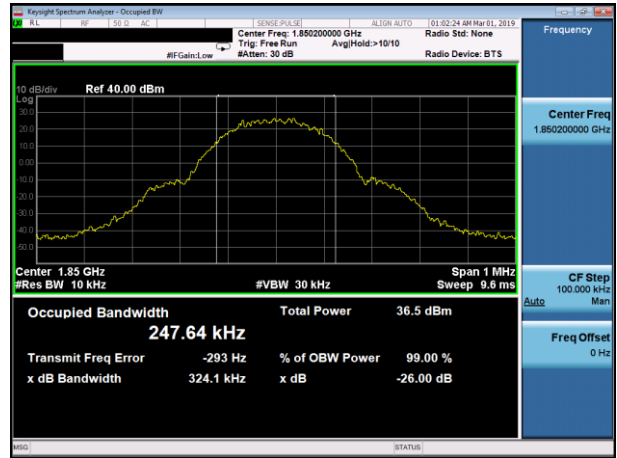 Keysight Spectrum Analyzer - Occupied BW
RL RF 50 Ω AC SENSE:PULSE ALIGN AUTO 01:02:24 AM Mar 01, 2019
Center Freq: 1.850200000 GHz Radio Std: None
Trig: Free Run Avg|Hold:>10/10
#IFGain:Low #Atten: 30 dB Radio Device: BTS
Frequency
10 dB/div Ref 40.00 dBm
Log
30.0
20.0
10.0
0.00
-10.0
-20.0
-30.0
-40.0
-50.0
Center Freq
1.850200000 GHz
Center 1.85 GHz Span 1 MHz
#Res BW 10 kHz #VBW 30 kHz Sweep 9.6 ms
CF Step
100.000 kHz
Auto Man
Occupied Bandwidth Total Power 36.5 dBm
247.64 kHz
Transmit Freq Error -293 Hz % of OBW Power 99.00 %
x dB Bandwidth 324.1 kHz x dB -26.00 dB
Freq Offset
0 Hz
MSG STATUS